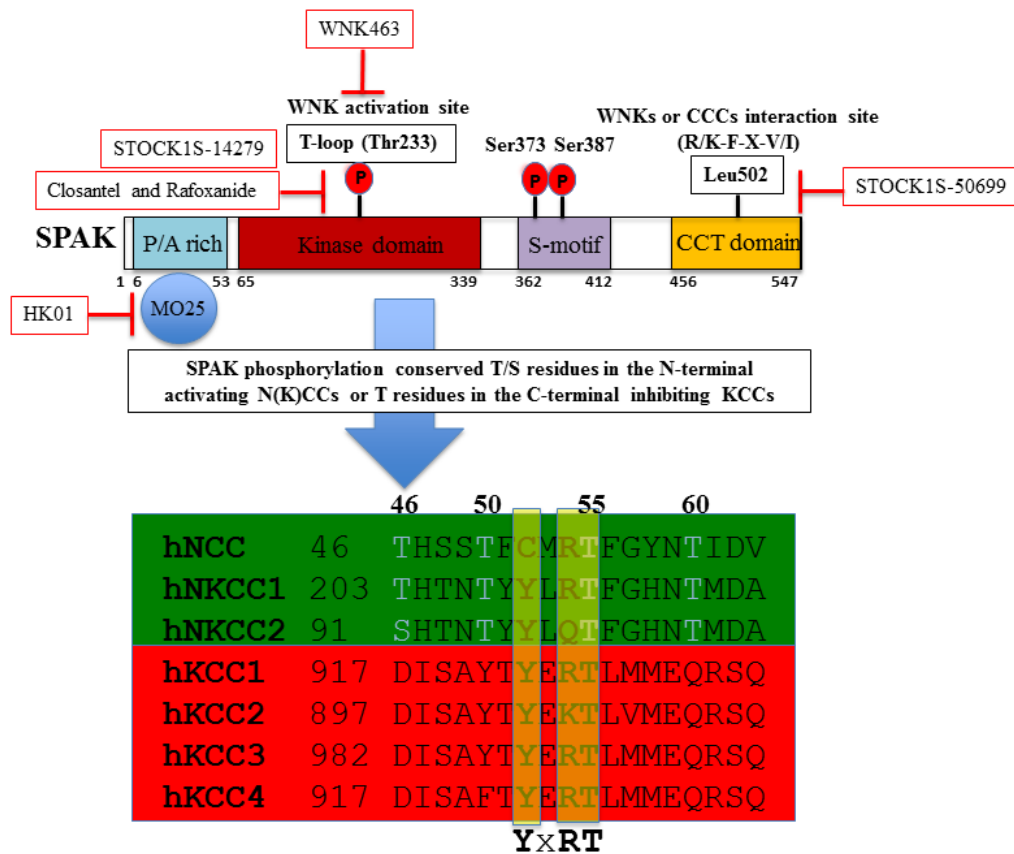 WNK463
WNK activation site
T-loop (Thr233)
STOCK1S-14279
Closantel and Rafoxanide
Ser373 Ser387
WNKs or CCCs interaction site
(R/K-F-X-V/I)
Leu502
STOCK1S-50699
P
P
P
SPAK
P/A rich
Kinase domain
S-motif
CCT domain
1 6 53 65 339 362 412 456 547
HK01
MO25
SPAK phosphorylation conserved T/S residues in the N-terminal
activating N(K)CCs or T residues in the C-terminal inhibiting KCCs
46 50 55 60
hNCC 46 THSSTFCMRTFGYNTIDV
hNKCC1 203 THTNTYYLRTFGHNTMDA
hNKCC2 91 SHTNTYYLQTFGHNTMDA
hKCC1 917 DISAYTYERTLMMEQRSQ
hKCC2 897 DISAYTYEKTLVMEQRSQ
hKCC3 982 DISAYTYERTLMMEQRSQ
hKCC4 917 DISAFTYERTLMMEQRSQ
YxRT